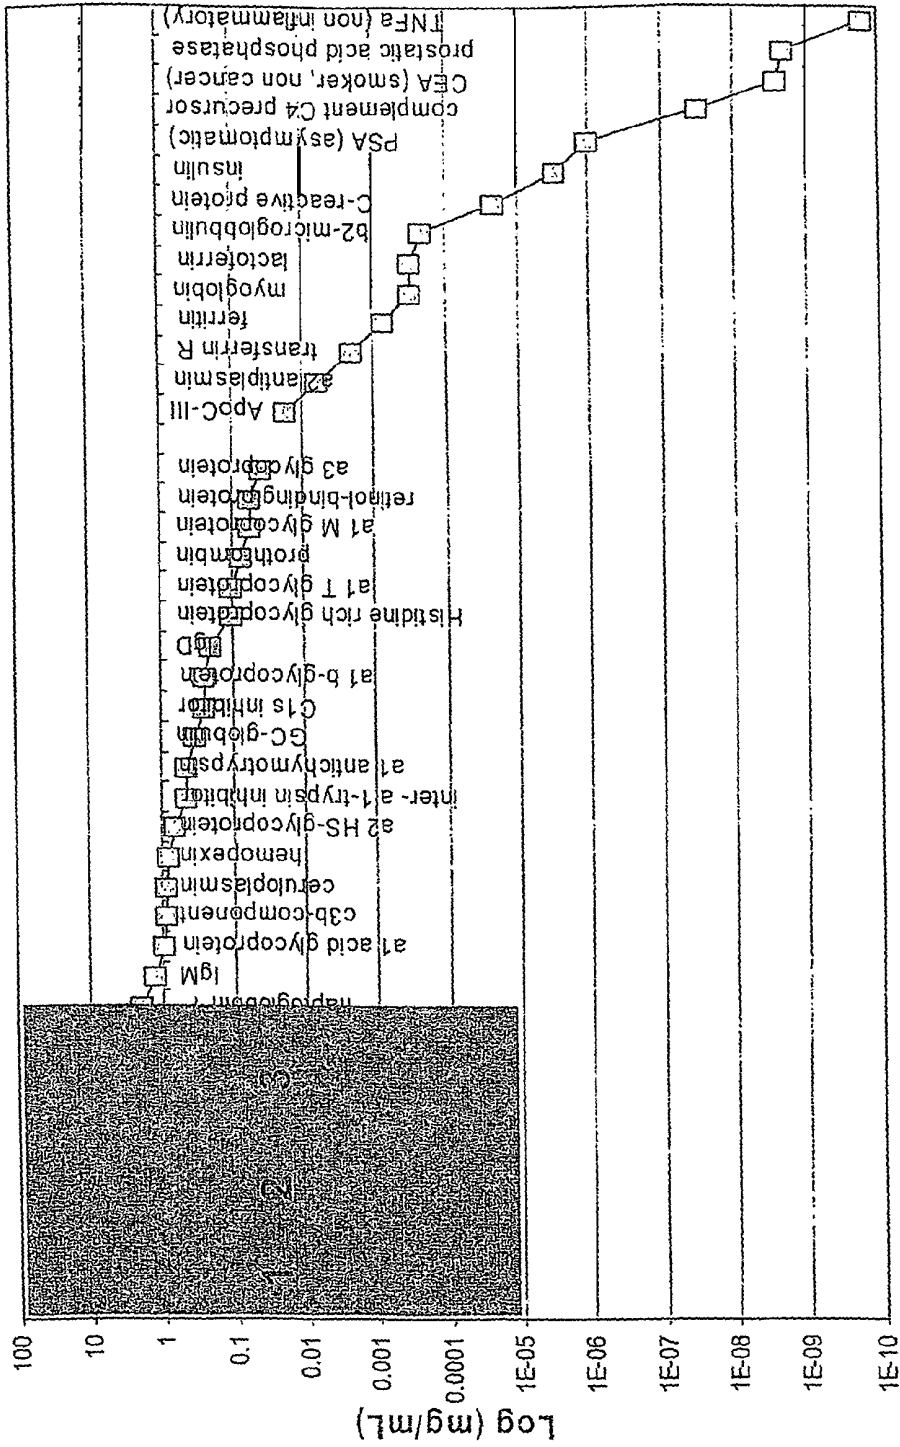 Log (mg/mL)
100
10
1
0.1
0.01
0.001
0.0001
1E-05
1E-06
1E-07
1E-08
1E-09
1E-10
1 2 3
IgM
a1 acid glycoprotein
c3b-component
ceruloplasmin
hemopexin
a2 HS-glycoprotein
inter- a1-trypsin inhibitor
a1 antichymotrypsin
GC-globulin
C1s inhibitor
a1 b-glycoprotein
IgD
Histidine rich glycoprotein
a1 T glycoprotein
prothrombin
a1 M glycoprotein
retinol-binding protein
a3 glycoprotein
ApoC-III
a2 antiplasmin
transferrin R
ferritin
myoglobin
lactoferrin
b2-microglobbulin
C-reactive protein
insulin
PSA (asymptomatic)
complement C4 precursor
CEA (smoker, non cancer)
prostatic acid phosphatase
TNFa (non inflammatory)